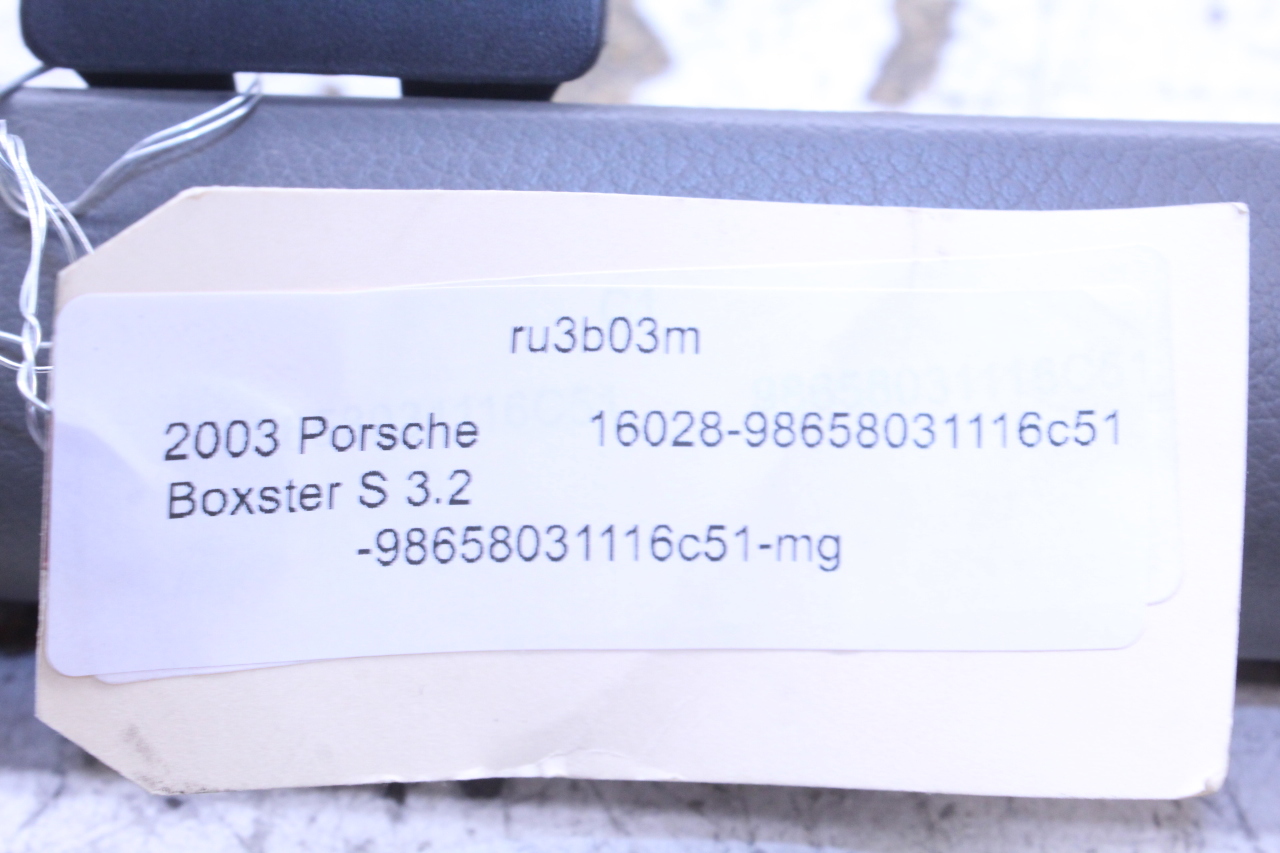 ru3b03m
2003 Porsche 16028-98658031116c51
Boxster S 3.2
-98658031116c51-mg